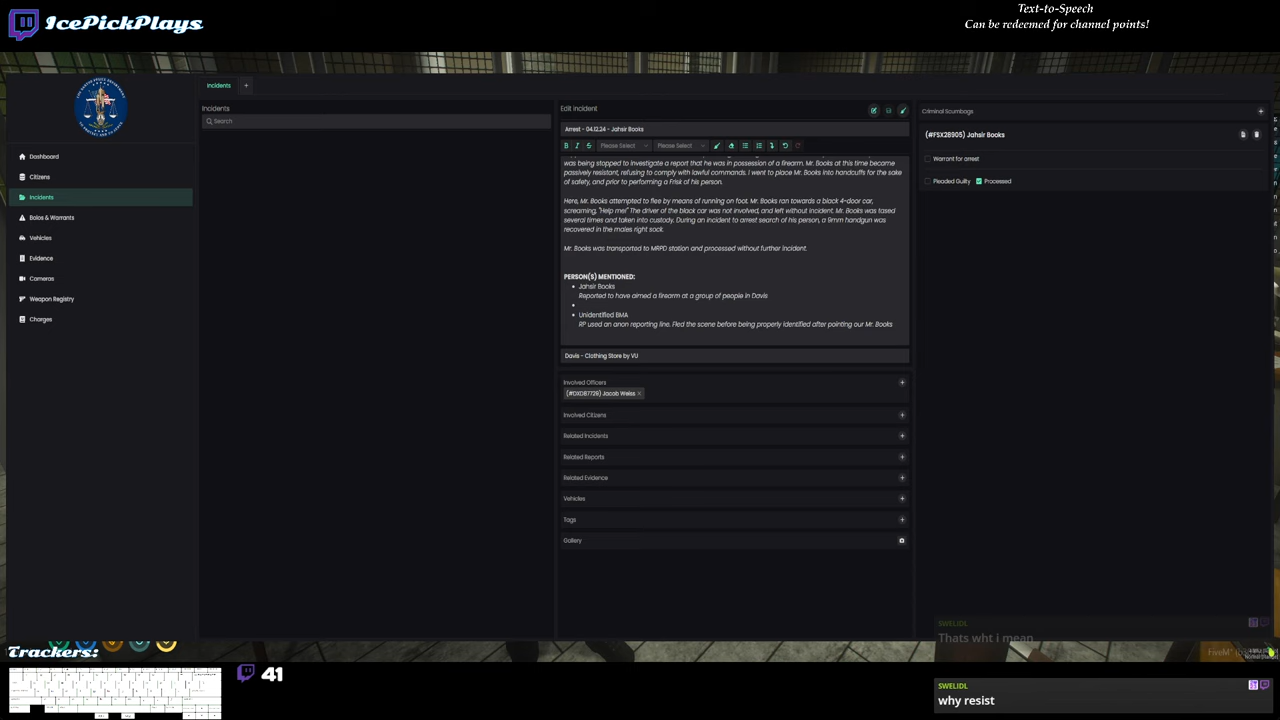 IcePickPlays
Text-to-Speech
Can be redeemed for channel points!
Dashboard
Citizens
Incidents
Bolos & Warrants
Vehicles
Evidence
Cameras
Weapon Registry
Charges
Incidents
+
Incidents
Search
Edit Incident
Arrest - 04.12.24 - Jahsir Books
B I S Please Select Please Select
was being stopped to investigate a report that he was in possession of a firearm. Mr. Books at this time became
passively resistant, refusing to comply with lawful commands. I went to place Mr. Books into handcuffs for the sake
of safety, and prior to performing a Frisk of his person.
Here, Mr. Books attempted to flee by means of running on foot. Mr. Books ran towards a black 4-door car,
screaming, "Help me!" The driver of the black car was not involved, and left without incident. Mr. Books was tased
several times and taken into custody. During an incident to arrest search of his person, a 9mm handgun was
recovered in the males right sock.
Mr. Books was transported to MRPD station and processed without further incident.
PERSON(S) MENTIONED:
Jahsir Books
Reported to have aimed a firearm at a group of people in Davis
Unidentified BMA
RP used an anon reporting line. Fled the scene before being properly identified after pointing our Mr. Books
Davis - Clothing Store by VU
Involved Officers
(#DXD87729) Jacob Weiss ×
Involved Citizens
Related Incidents
Related Reports
Related Evidence
Vehicles
Tags
Gallery
Criminal Scumbags
(#F5X28905) Jahsir Books
Warrant for arrest
Pleaded Guilty Processed
Trackers:
41
SWELIDL
Thats wht i mean
FiveM®
SWELIDL
why resist